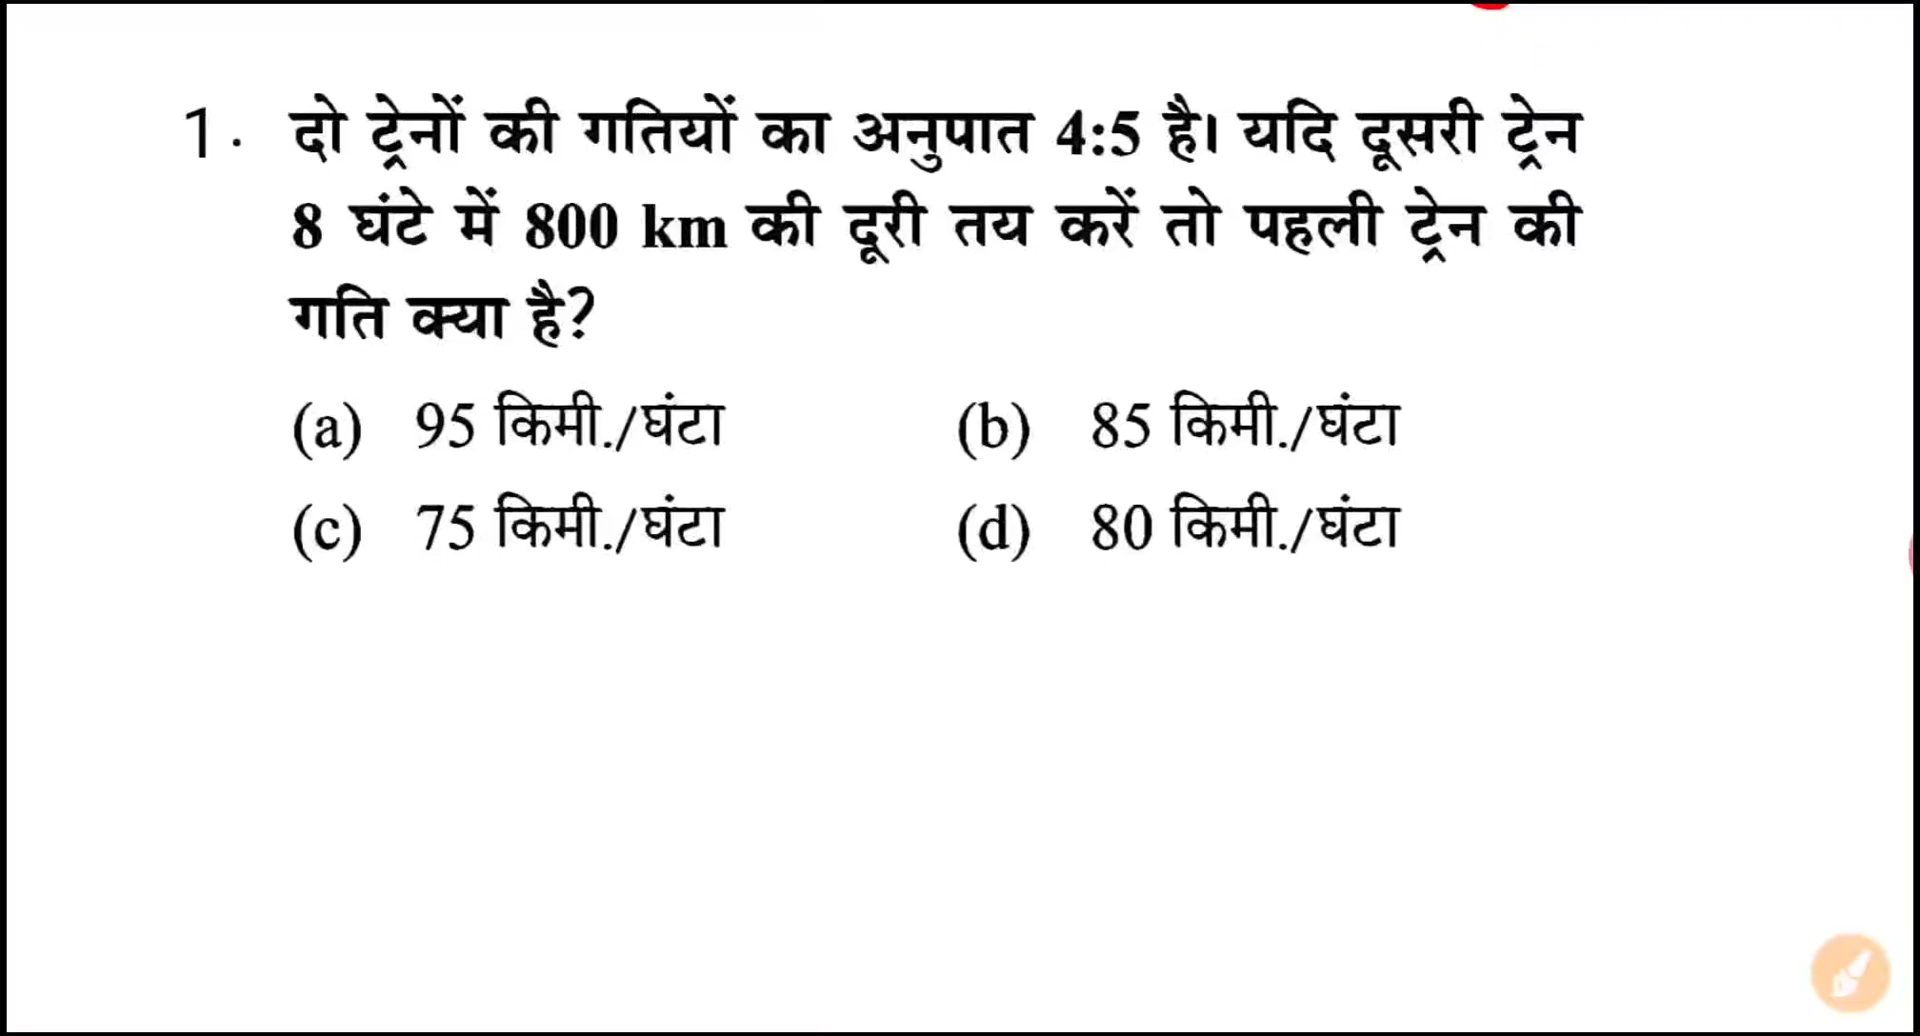 1. दो ट्रेनों की गतियों का अनुपात 4:5 है। यदि दूसरी ट्रेन
8 घंटे में 800 km की दूरी तय करें तो पहली ट्रेन की
गति क्या है?
(a) 95 किमी./घंटा (b) 85 किमी./घंटा
(c) 75 किमी./घंटा (d) 80 किमी./घंटा